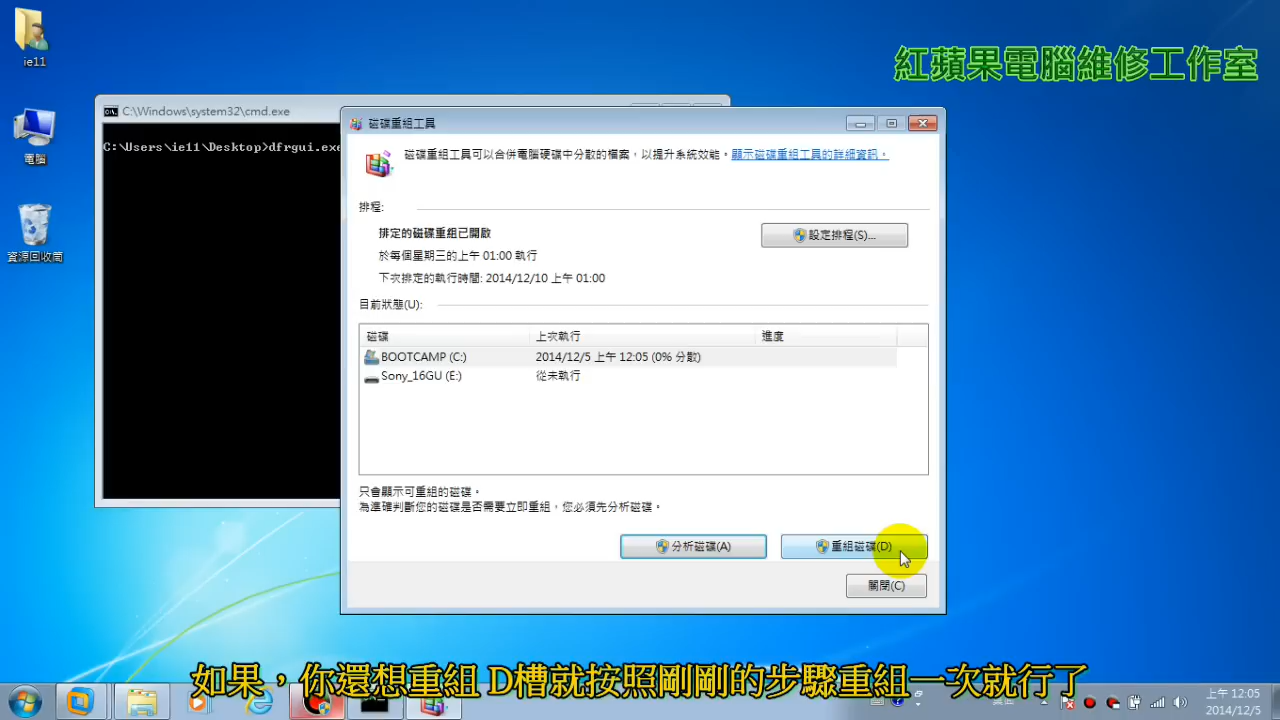 ie11
電腦
資源回收筒
紅蘋果電腦維修工作室
C:\Windows\system32\cmd.exe
C:\Users\ie11\Desktop>dfrgui.exe
磁碟重組工具
磁碟重組工具可以合併電腦硬碟中分散的檔案，以提升系統效能。顯示磁碟重組工具的詳細資訊。
排程:
排定的磁碟重組已開啟
設定排程(S)...
於每個星期三的上午 01:00 執行
下次排定的執行時間: 2014/12/10 上午 01:00
目前狀態(U):
磁碟 上次執行 進度
BOOTCAMP (C:) 2014/12/5 上午 12:05 (0% 分散)
Sony_16GU (E:) 從未執行
只會顯示可重組的磁碟。
為準確判斷您的磁碟是否需要立即重組，您必須先分析磁碟。
分析磁碟(A) 重組磁碟(D)
關閉(C)
如果，你還想重組 D槽就按照剛剛的步驟重組一次就行了
上午 12:05
2014/12/5